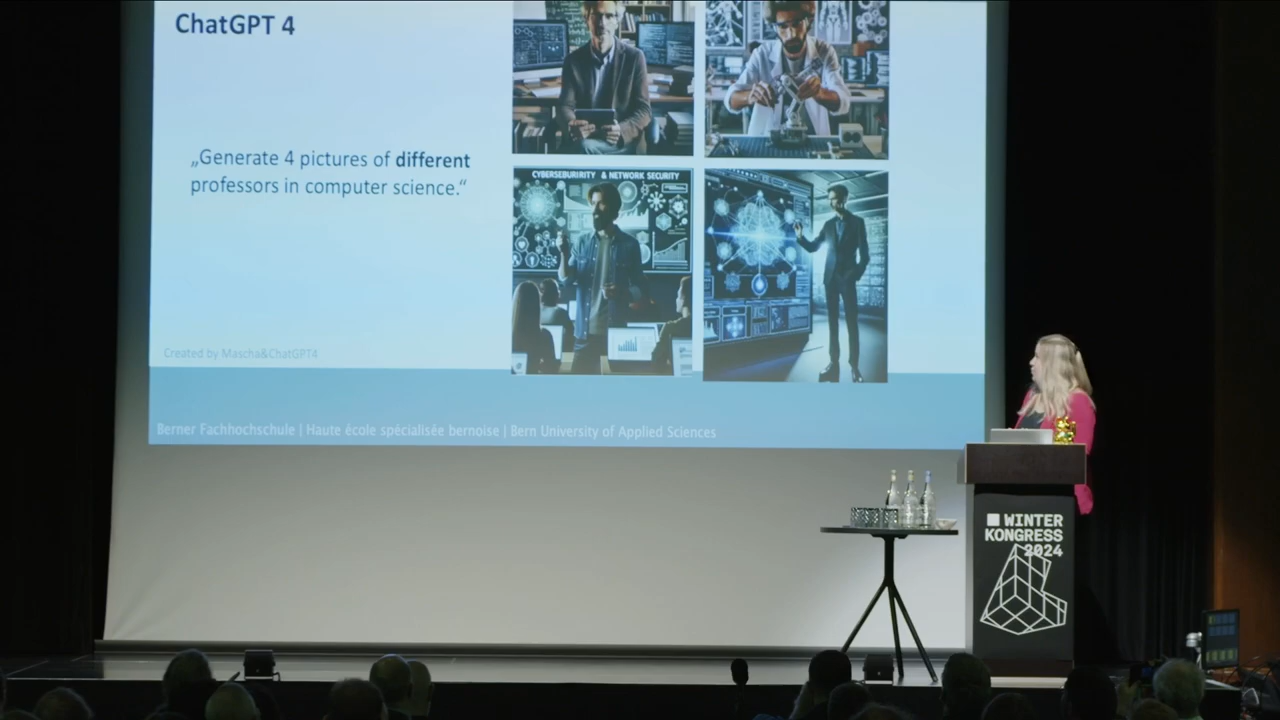 ChatGPT 4
„Generate 4 pictures of different
professors in computer science.“
CYBERSEBURIRITY & NETWORK SECURITY
Created by Mascha&ChatGPT4
Berner Fachhochschule | Haute école spécialisée bernoise | Bern University of Applied Sciences
WINTER
KONGRESS
2024